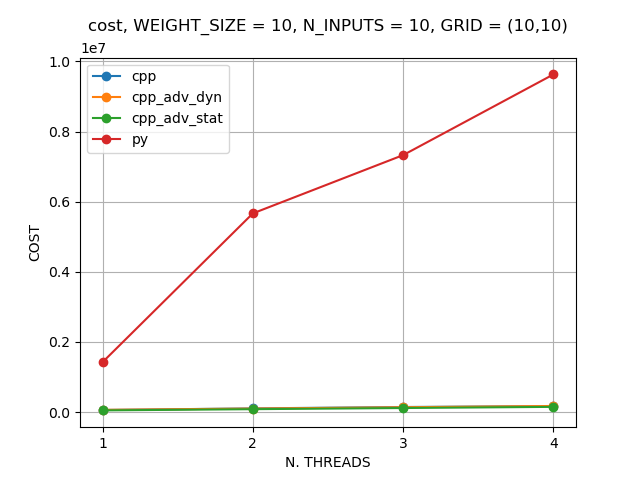 cost, WEIGHT_SIZE = 10, N_INPUTS = 10, GRID = (10,10)
1e7
cpp
cpp_adv_dyn
cpp_adv_stat
py
COST
1.0
0.8
0.6
0.4
0.2
0.0
1 2 3 4
N. THREADS